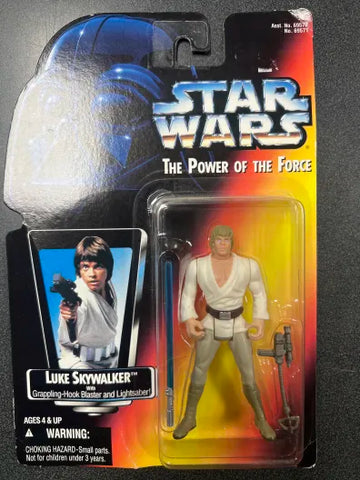 Asst. No. 69570
No. 69571
STAR
WARS
THE POWER OF THE FORCE
LUKE SKYWALKER™
with
Grappling-Hook Blaster and Lightsaber!
AGES 4 & UP
⚠ WARNING:
CHOKING HAZARD-Small parts.
Not for children under 3 years.